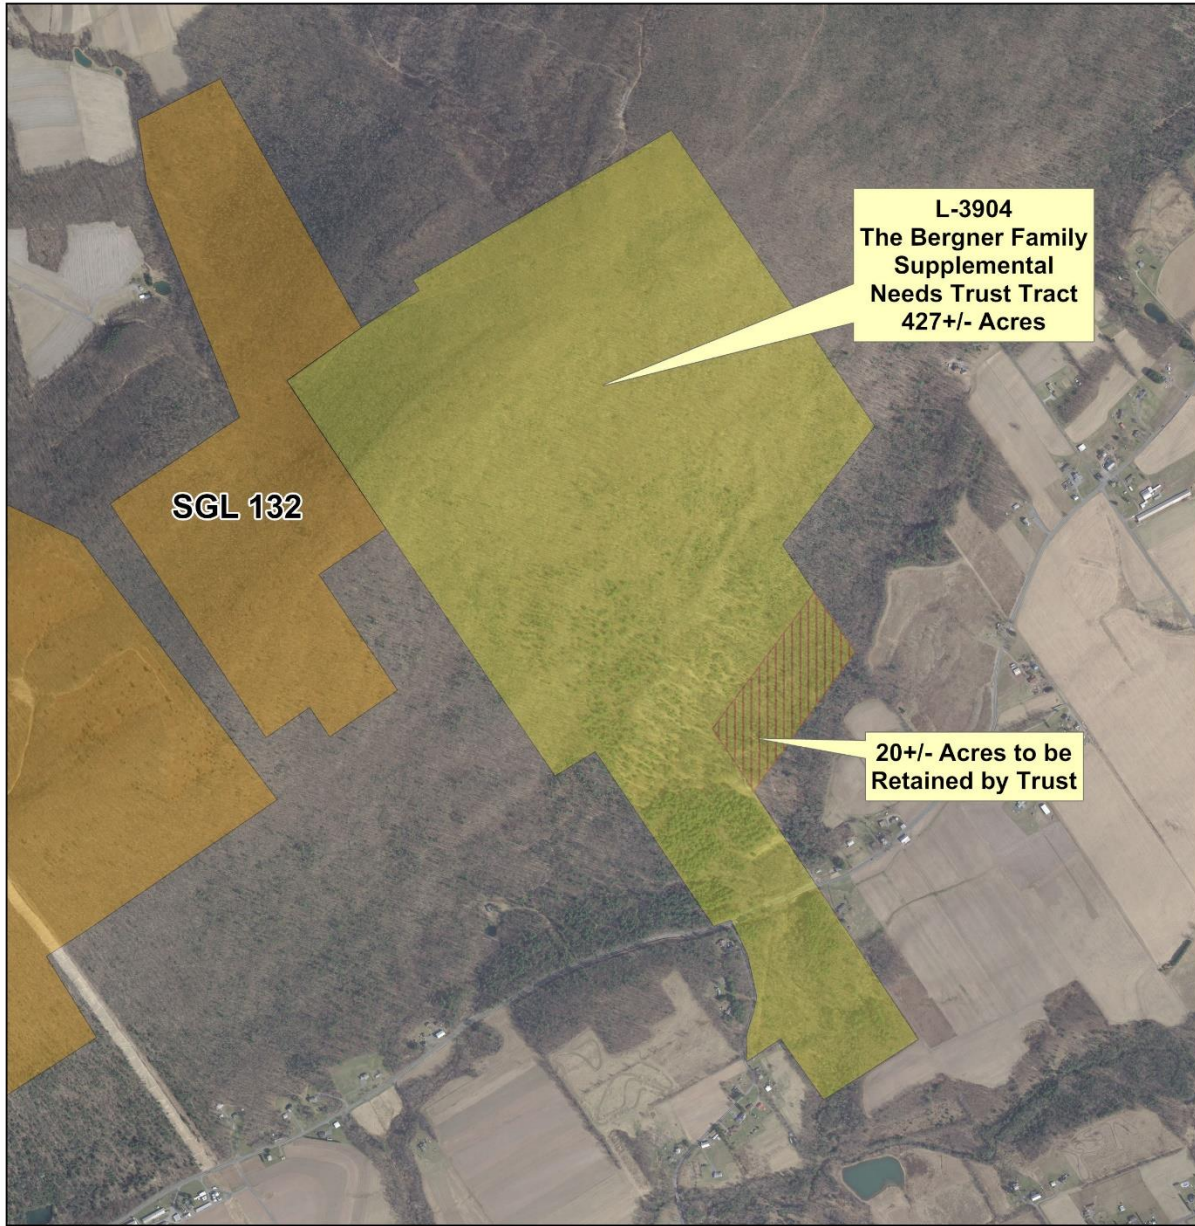 L-3904
The Bergner Family
Supplemental
Needs Trust Tract
427+/- Acres
SGL 132
20+/- Acres to be
Retained by Trust